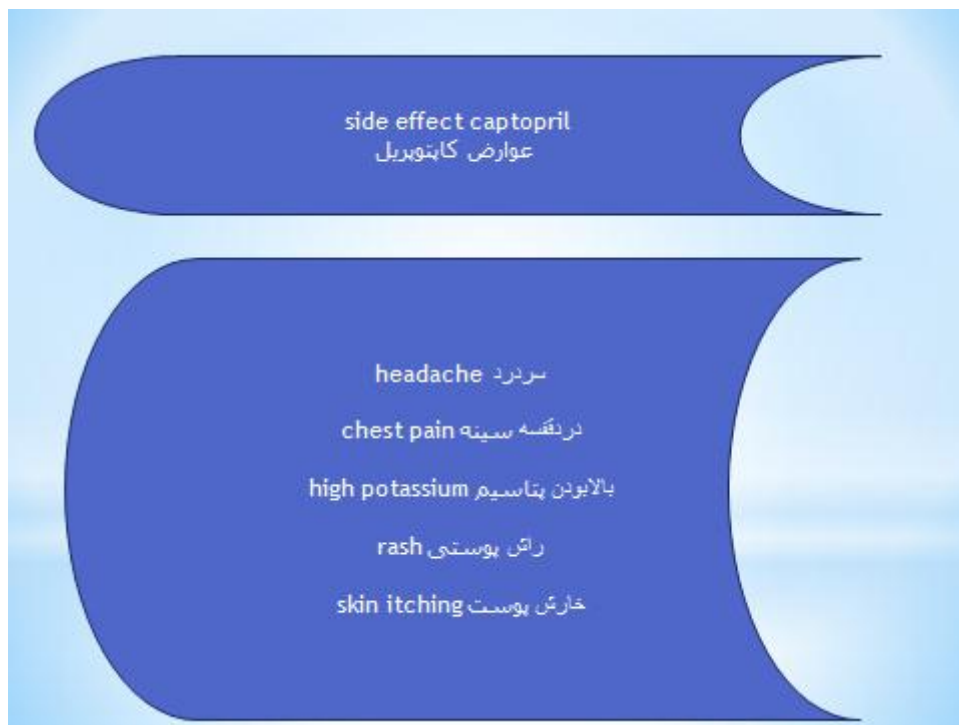 side effect captopril
عوارض کاپتوپریل
سردرد headache
دردقفسه سینه chest pain
بالابودن پتاسیم high potassium
راش پوستی rash
خارش پوست skin itching